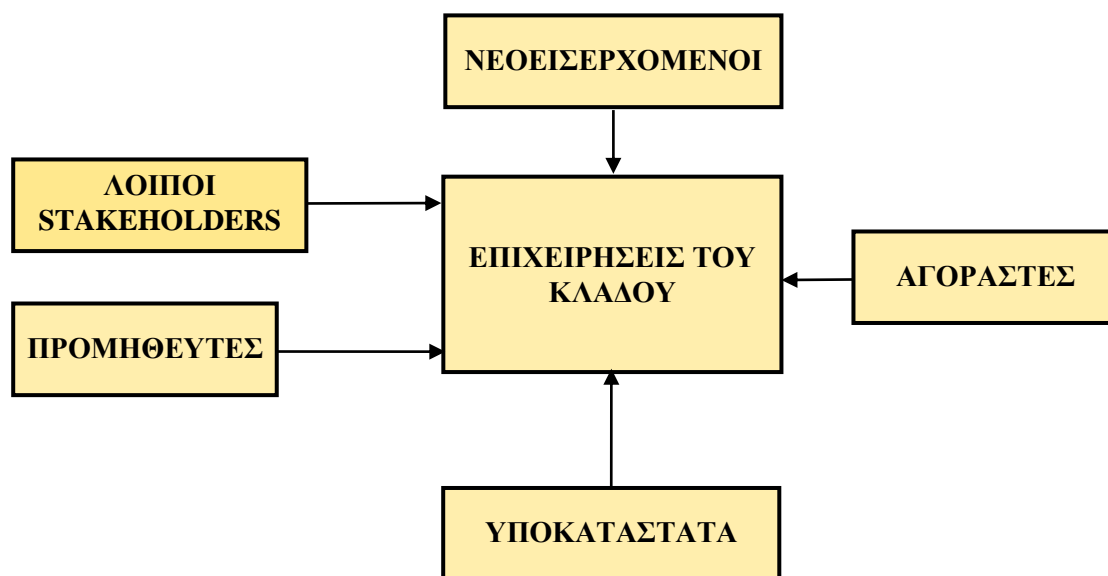 ΝΕΟΕΙΣΕΡΧΟΜΕΝΟΙ
ΛΟΙΠΟΙ
STAKEHOLDERS
ΕΠΙΧΕΙΡΗΣΕΙΣ ΤΟΥ
ΚΛΑΔΟΥ
ΑΓΟΡΑΣΤΕΣ
ΠΡΟΜΗΘΕΥΤΕΣ
ΥΠΟΚΑΤΑΣΤΑΤΑ